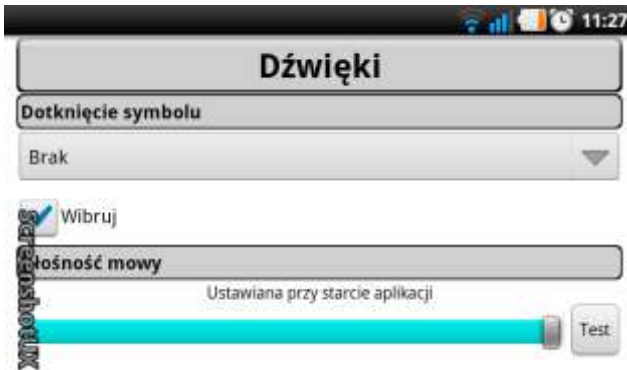 11:27
Dźwięki
Dotknięcie symbolu
Brak
Wibruj
łośność mowy
Ustawiana przy starcie aplikacji
Test
ScreenshotUX